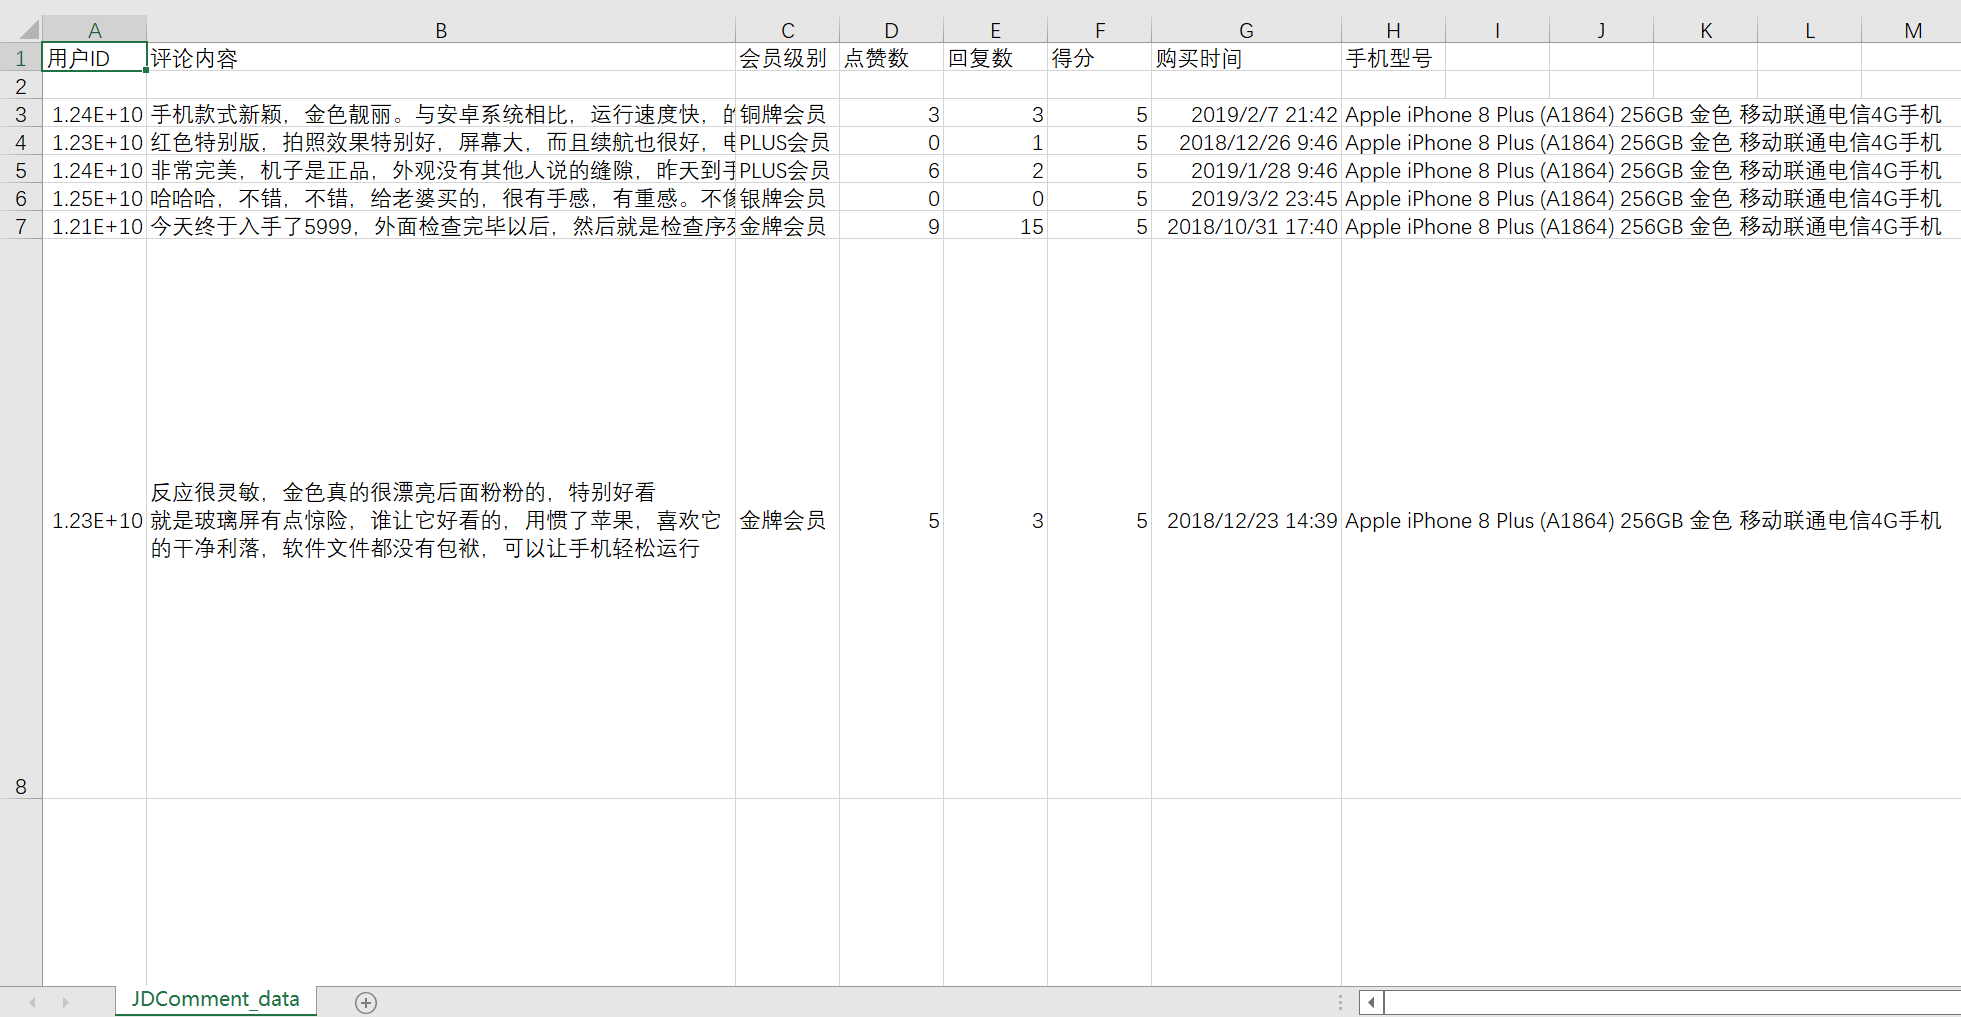 A B C D E F G H I J K L M
1 用户ID 评论内容 会员级别 点赞数 回复数 得分 购买时间 手机型号
2
3 1.24E+10 手机款式新颖，金色靓丽。与安卓系统相比，运行速度快， 铜牌会员 3 3 5 2019/2/7 21:42 Apple iPhone 8 Plus (A1864) 256GB 金色 移动联通电信4G手机
4 1.23E+10 红色特别版，拍照效果特别好，屏幕大，而且续航也很好， PLUS会员 0 1 5 2018/12/26 9:46 Apple iPhone 8 Plus (A1864) 256GB 金色 移动联通电信4G手机
5 1.24E+10 非常完美，机子是正品，外观没有其他人说的缝隙，昨天到手 PLUS会员 6 2 5 2019/1/28 9:46 Apple iPhone 8 Plus (A1864) 256GB 金色 移动联通电信4G手机
6 1.25E+10 哈哈哈，不错，不错，给老婆买的，很有手感，有重感。不像 银牌会员 0 0 5 2019/3/2 23:45 Apple iPhone 8 Plus (A1864) 256GB 金色 移动联通电信4G手机
7 1.21E+10 今天终于入手了5999，外面检查完毕以后，然后就是检查序 金牌会员 9 15 5 2018/10/31 17:40 Apple iPhone 8 Plus (A1864) 256GB 金色 移动联通电信4G手机
反应很灵敏，金色真的很漂亮后面粉粉的，特别好看
1.23E+10 就是玻璃屏有点惊险，谁让它好看的，用惯了苹果，喜欢它 金牌会员 5 3 5 2018/12/23 14:39 Apple iPhone 8 Plus (A1864) 256GB 金色 移动联通电信4G手机
的干净利落，软件文件都没有包袱，可以让手机轻松运行
8
JDComment_data